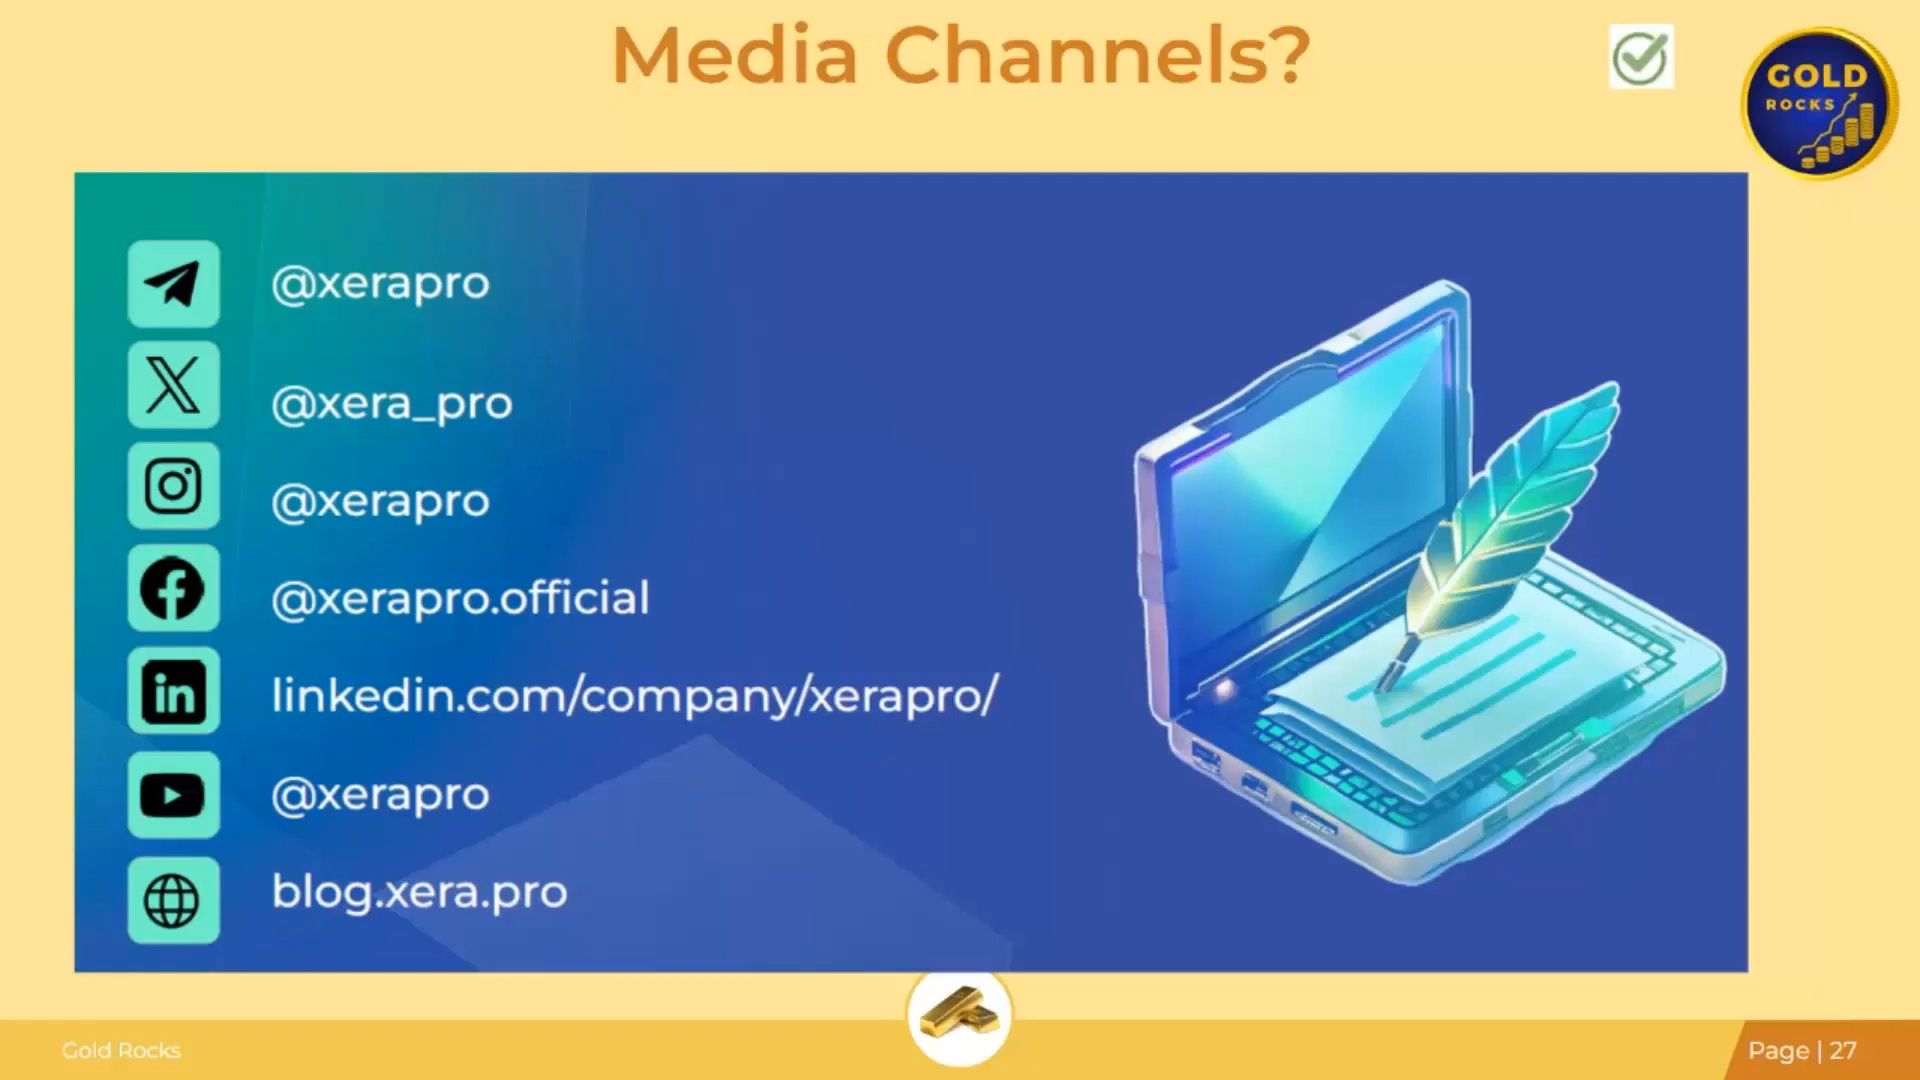 Media Channels?
GOLD
ROCKS
@xerapro
@xera_pro
@xerapro
@xerapro.official
linkedin.com/company/xerapro/
@xerapro
blog.xera.pro
Gold Rocks
Page | 27